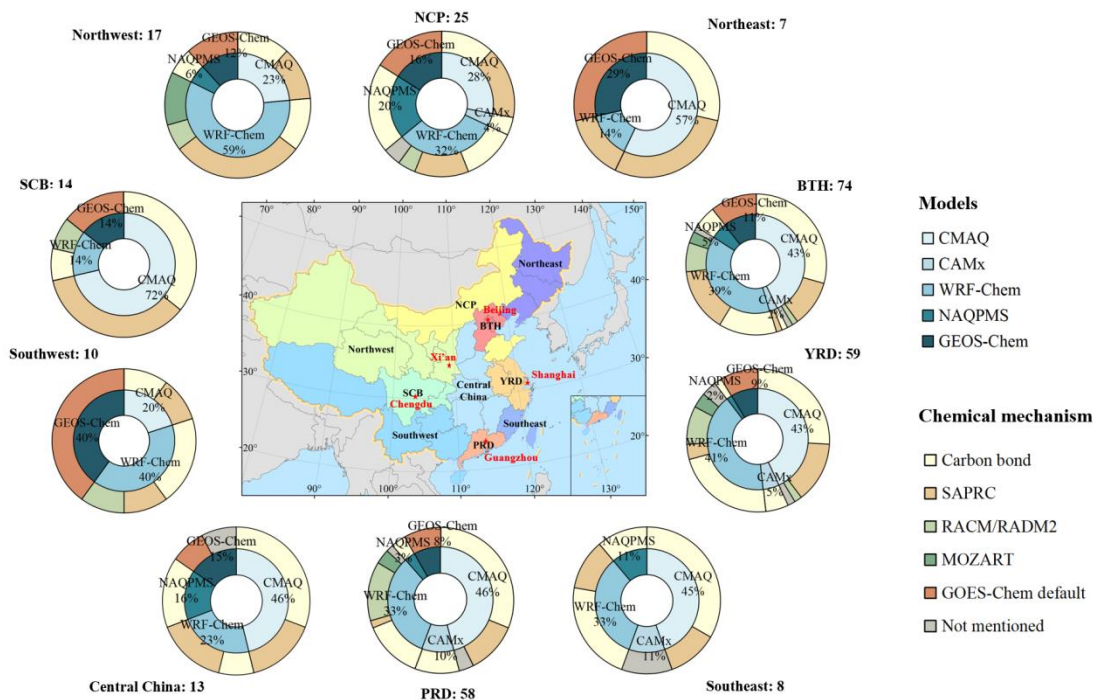 NCP: 25
Northwest: 17
Northeast: 7
GEOS-Chem
12%
NAQPMS
6%
CMAQ
23%
WRF-Chem
59%
GEOS-Chem
16%
CMAQ
28%
NAQPMS
20%
CAMx
4%
WRF-Chem
32%
29%
CMAQ
57%
WRF-Chem
14%
SCB: 14
GEOS-Chem
14%
WRF-Chem
14%
CMAQ
72%
70°
80°
90°
100°
110°
120°
130°
140°
150°
40°
30°
20°
40°
30°
20°
90°
100°
110°
120°
130°
Northeast
NCP
Beijing
BTH
Northwest
Xi'an
Shanghai
YRD
SCB
Chengdu
Central
China
Southwest
Southeast
PRD
Guangzhou
BTH: 74
GEOS-Chem
11%
NAQPMS
5%
CMAQ
43%
WRF-Chem
39%
CAMx
2%
Models
CMAQ
CAMx
WRF-Chem
NAQPMS
GEOS-Chem
Southwest: 10
CMAQ
20%
GEOS-Chem
40%
WRF-Chem
40%
YRD: 59
GEOS-Chem
9%
NAQPMS
2%
CMAQ
43%
WRF-Chem
41%
CAMx
5%
Chemical mechanism
Carbon bond
SAPRC
RACM/RADM2
MOZART
GOES-Chem default
Not mentioned
GEOS-Chem
15%
NAQPMS
16%
CMAQ
46%
WRF-Chem
23%
Central China: 13
GEOS-Chem
8%
NAQPMS
3%
CMAQ
46%
WRF-Chem
33%
CAMx
10%
PRD: 58
NAQPMS
11%
CMAQ
45%
WRF-Chem
33%
CAMx
11%
Southeast: 8